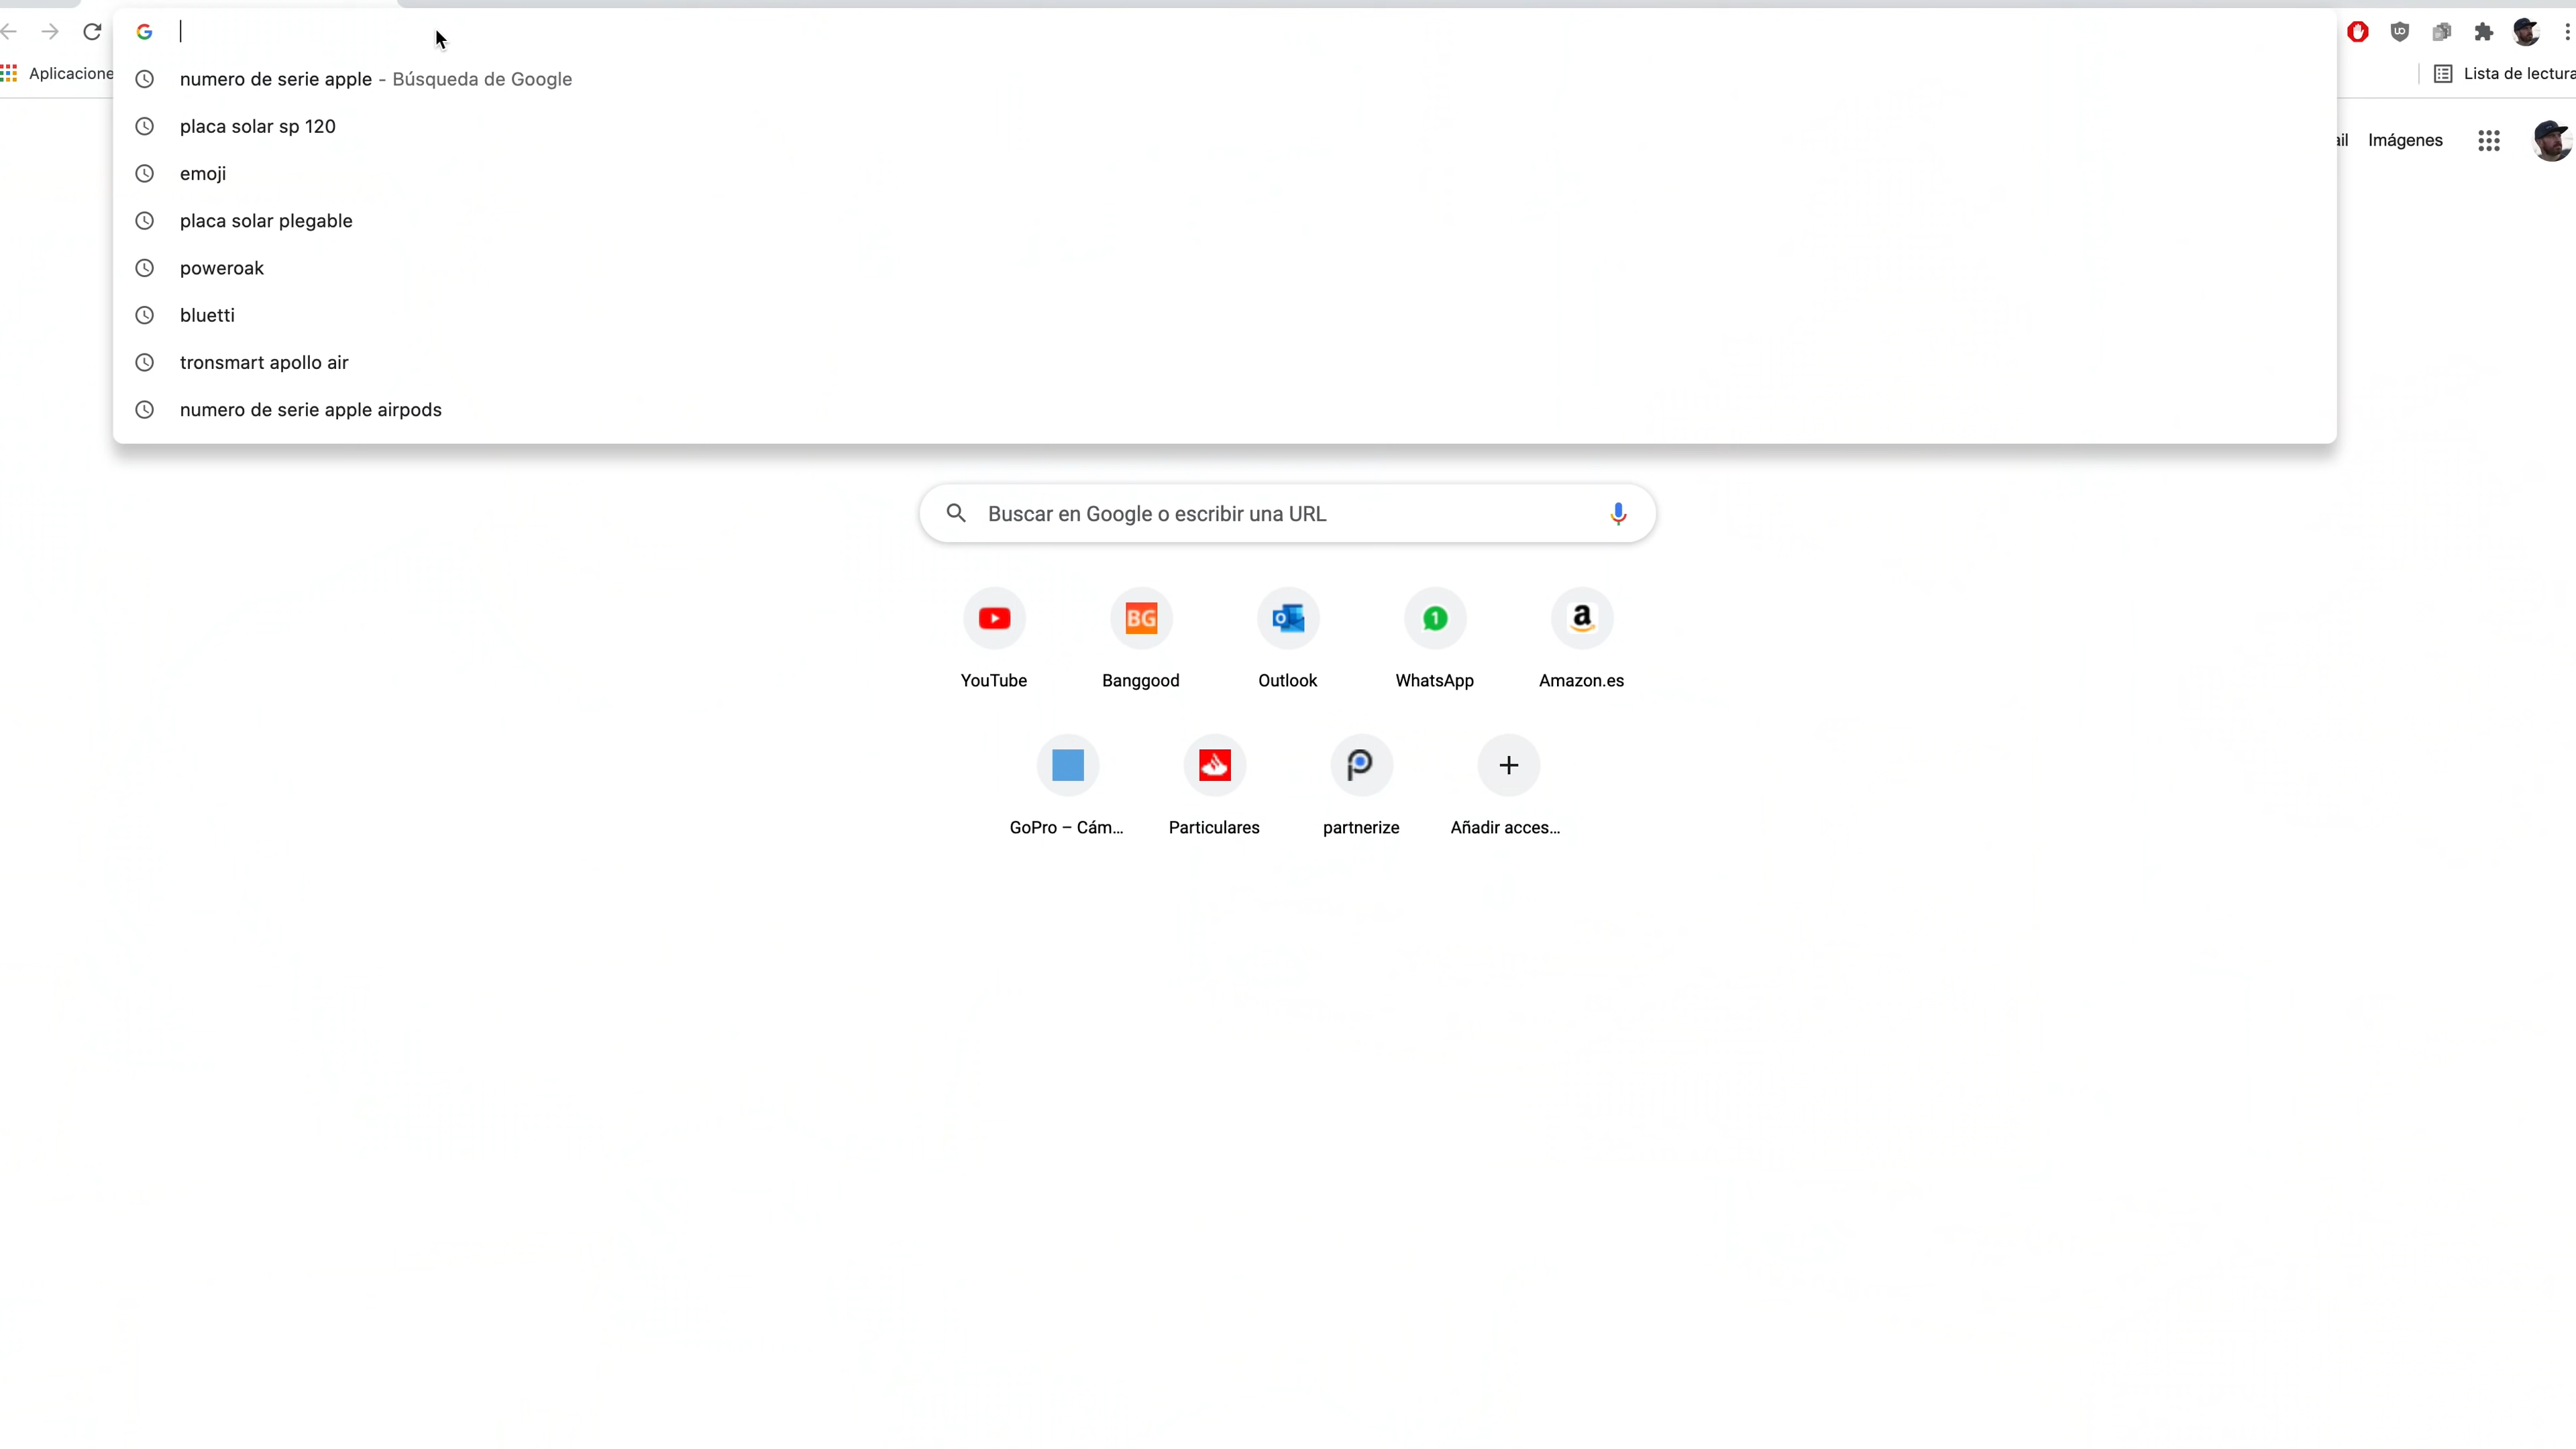 numero de serie apple - Búsqueda de Google
Aplicacione
Lista de lectura
placa solar sp 120
ail Imágenes
emoji
placa solar plegable
poweroak
bluetti
tronsmart apollo air
numero de serie apple airpods
Buscar en Google o escribir una URL
BG
1
a
YouTube
Banggood
Outlook
WhatsApp
Amazon.es
GoPro – Cám...
Particulares
partnerize
Añadir acces...